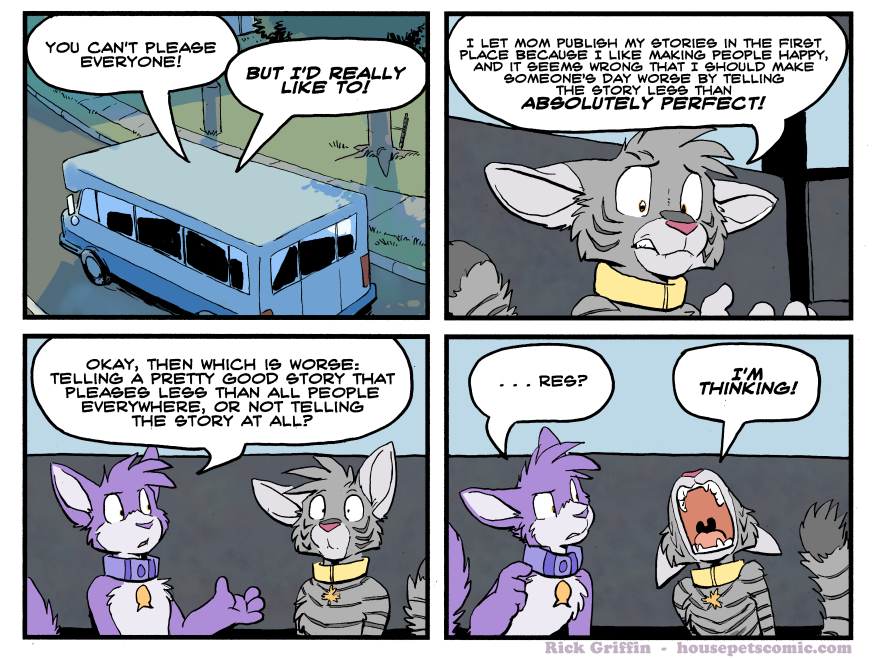 YOU CAN'T PLEASE
EVERYONE!
BUT I'D REALLY
LIKE TO!
I LET MOM PUBLISH MY STORIES IN THE FIRST
PLACE BECAUSE I LIKE MAKING PEOPLE HAPPY,
AND IT SEEMS WRONG THAT I SHOULD MAKE
SOMEONE'S DAY WORSE BY TELLING
THE STORY LESS THAN
ABSOLUTELY PERFECT!
OKAY, THEN WHICH IS WORSE:
TELLING A PRETTY GOOD STORY THAT
PLEASES LESS THAN ALL PEOPLE
EVERYWHERE, OR NOT TELLING
THE STORY AT ALL?
. . . RES?
I'M
THINKING!
Rick Griffin - housepetscomic.com